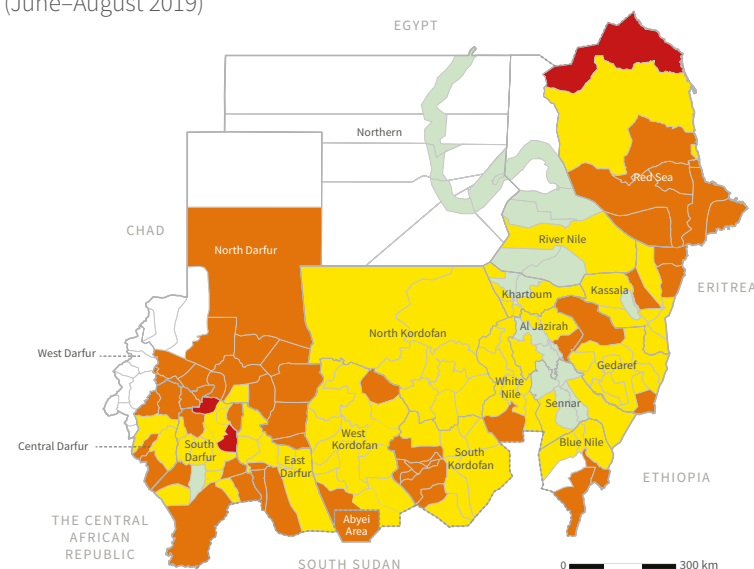 (June–August 2019)
EGYPT
Northern
Red Sea
CHAD
North Darfur
River Nile
ERITREA
Khartoum
Kassala
Al Jazirah
North Kordofan
West Darfur
Gedaref
White
Nile
Sennar
Central Darfur
South
Darfur
West
Kordofan
East
Darfur
South
Kordofan
Blue Nile
ETHIOPIA
Abyei
Area
THE CENTRAL
AFRICAN
REPUBLIC
SOUTH SUDAN
0
300 km